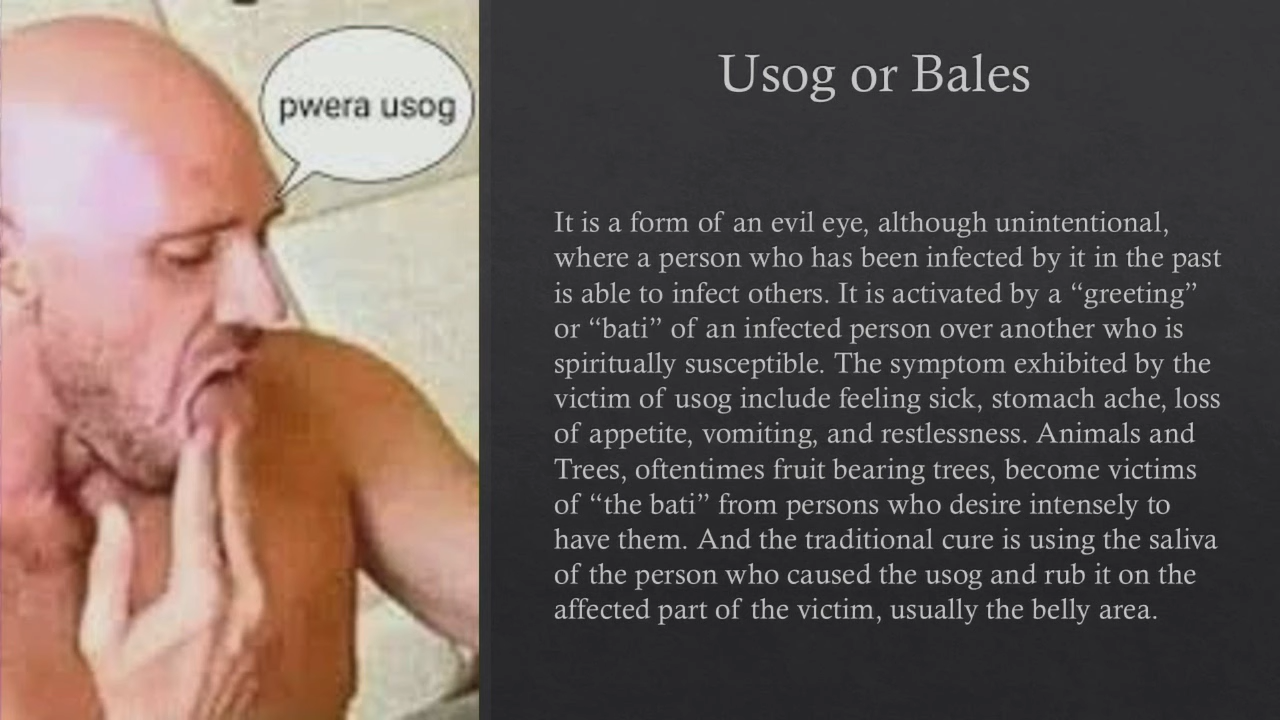 pwera usog
Usog or Bales
It is a form of an evil eye, although unintentional,
where a person who has been infected by it in the past
is able to infect others. It is activated by a “greeting”
or “bati” of an infected person over another who is
spiritually susceptible. The symptom exhibited by the
victim of usog include feeling sick, stomach ache, loss
of appetite, vomiting, and restlessness. Animals and
Trees, oftentimes fruit bearing trees, become victims
of “the bati” from persons who desire intensely to
have them. And the traditional cure is using the saliva
of the person who caused the usog and rub it on the
affected part of the victim, usually the belly area.